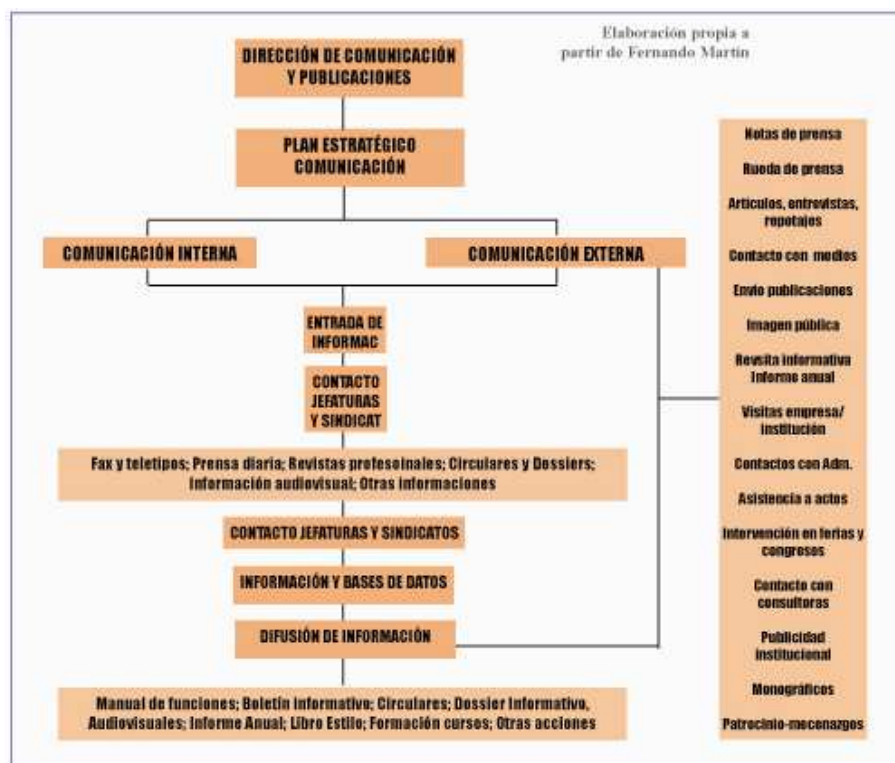 Elaboración propia a
partir de Fernando Martín
DIRECCIÓN DE COMUNICACIÓN
Y PUBLICACIONES
PLAN ESTRATÉGICO
COMUNICACIÓN
COMUNICACIÓN INTERNA
COMUNICACIÓN EXTERNA
ENTRADA DE
INFORMAC
CONTACTO
JEFATURAS
Y SINDICAT
Fax y teletipos; Prensa diaria; Revistas profesoinales; Circulares y Dossiers;
Información audiovisual; Otras informaciones
CONTACTO JEFATURAS Y SINDICATOS
INFORMACIÓN Y BASES DE DATOS
DIFUSIÓN DE INFORMACIÓN
Manual de funciones; Boletín Informativo; Circulares; Dossier Informativo,
Audiovisuales; Informe Anual; Libro Estilo; Formación cursos; Otras acciones
Notas de prensa
Rueda de prensa
Artículos, entrevistas,
repotajes
Contacto con medios
Envío publicaciones
Imagen pública
Revsita informativa
Informe anual
Visitas empresa/
institución
Contactos con Adm.
Asistencia a actos
Intervención en ferias y
congresos
Contacto con
consultoras
Publicidad
institucional
Monográficos
Patrocinio-mecenazgos